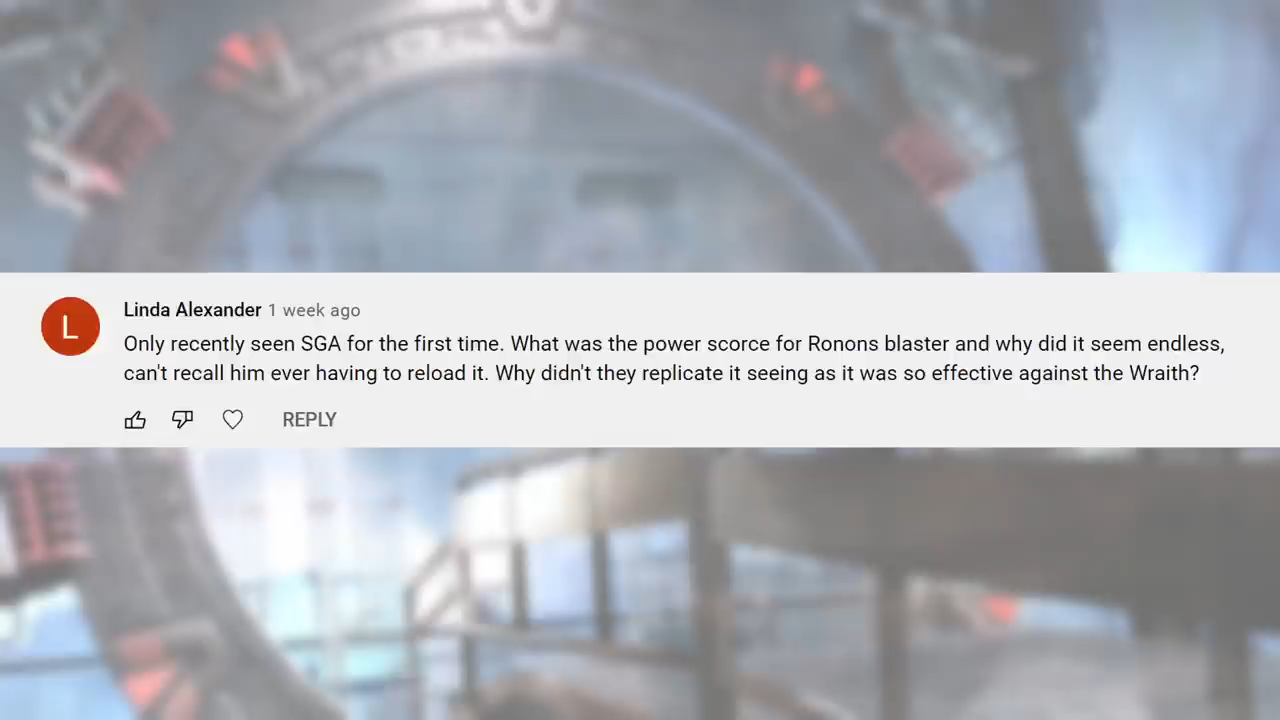 L
Linda Alexander 1 week ago
Only recently seen SGA for the first time. What was the power scorce for Ronons blaster and why did it seem endless,
can't recall him ever having to reload it. Why didn't they replicate it seeing as it was so effective against the Wraith?
REPLY